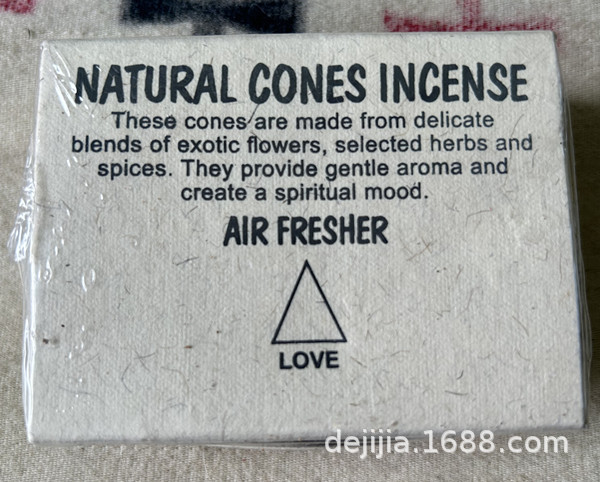 NATURAL CONES INCENSE
These cones are made from delicate
blends of exotic flowers, selected herbs and
spices. They provide gentle aroma and
create a spiritual mood.
AIR FRESHER
LOVE
dejijia.1688.com